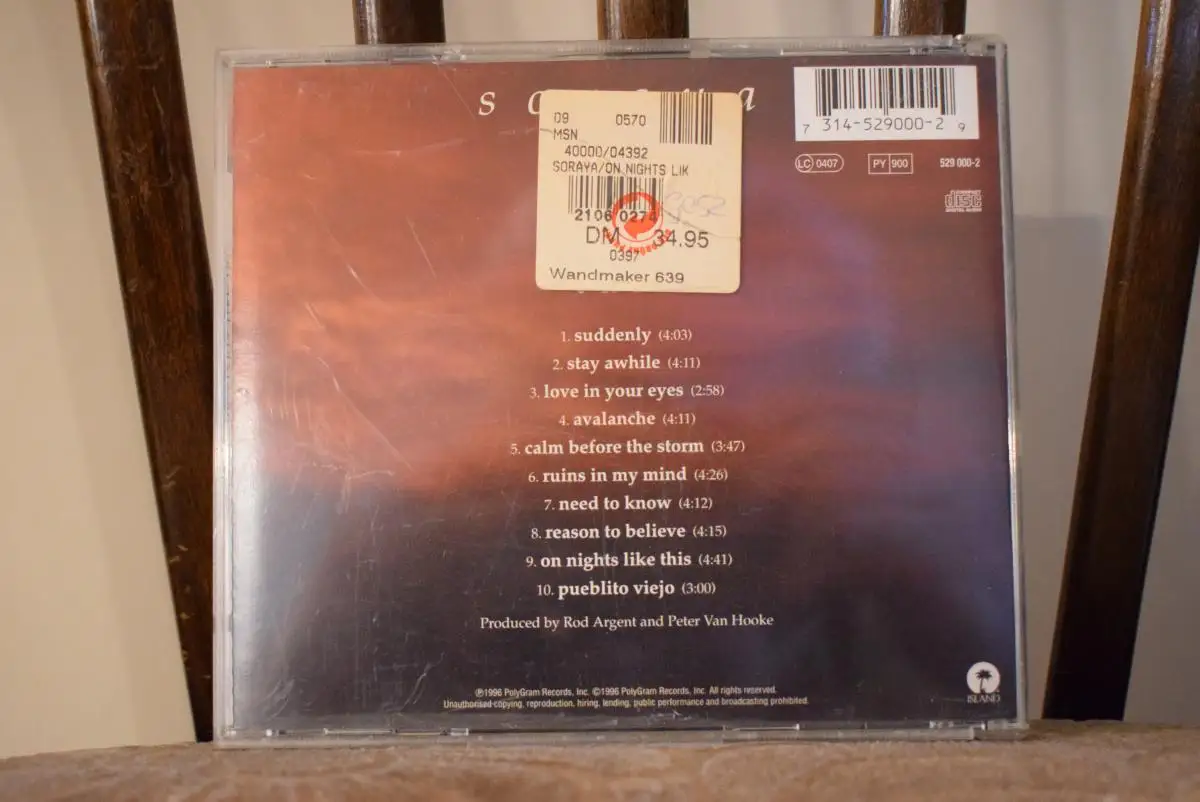 09 0570
MSN
40000/04392
SORAYA/ON NIGHTS LIK
2106 0274
DM 34.95
0397
Wandmaker 639
7 314-529000-2 9
LC 0407 PY 900 529 000-2
COMPACT
disc
DIGITAL AUDIO
1. suddenly (4:03)
2. stay awhile (4:11)
3. love in your eyes (2:58)
4. avalanche (4:11)
5. calm before the storm (3:47)
6. ruins in my mind (4:26)
7. need to know (4:12)
8. reason to believe (4:15)
9. on nights like this (4:41)
10. pueblito viejo (3:00)
Produced by Rod Argent and Peter Van Hooke
℗1996 PolyGram Records, Inc. ©1996 PolyGram Records, Inc. All rights reserved.
Unauthorised copying, reproduction, hiring, lending, public performance and broadcasting prohibited.
ISLAND